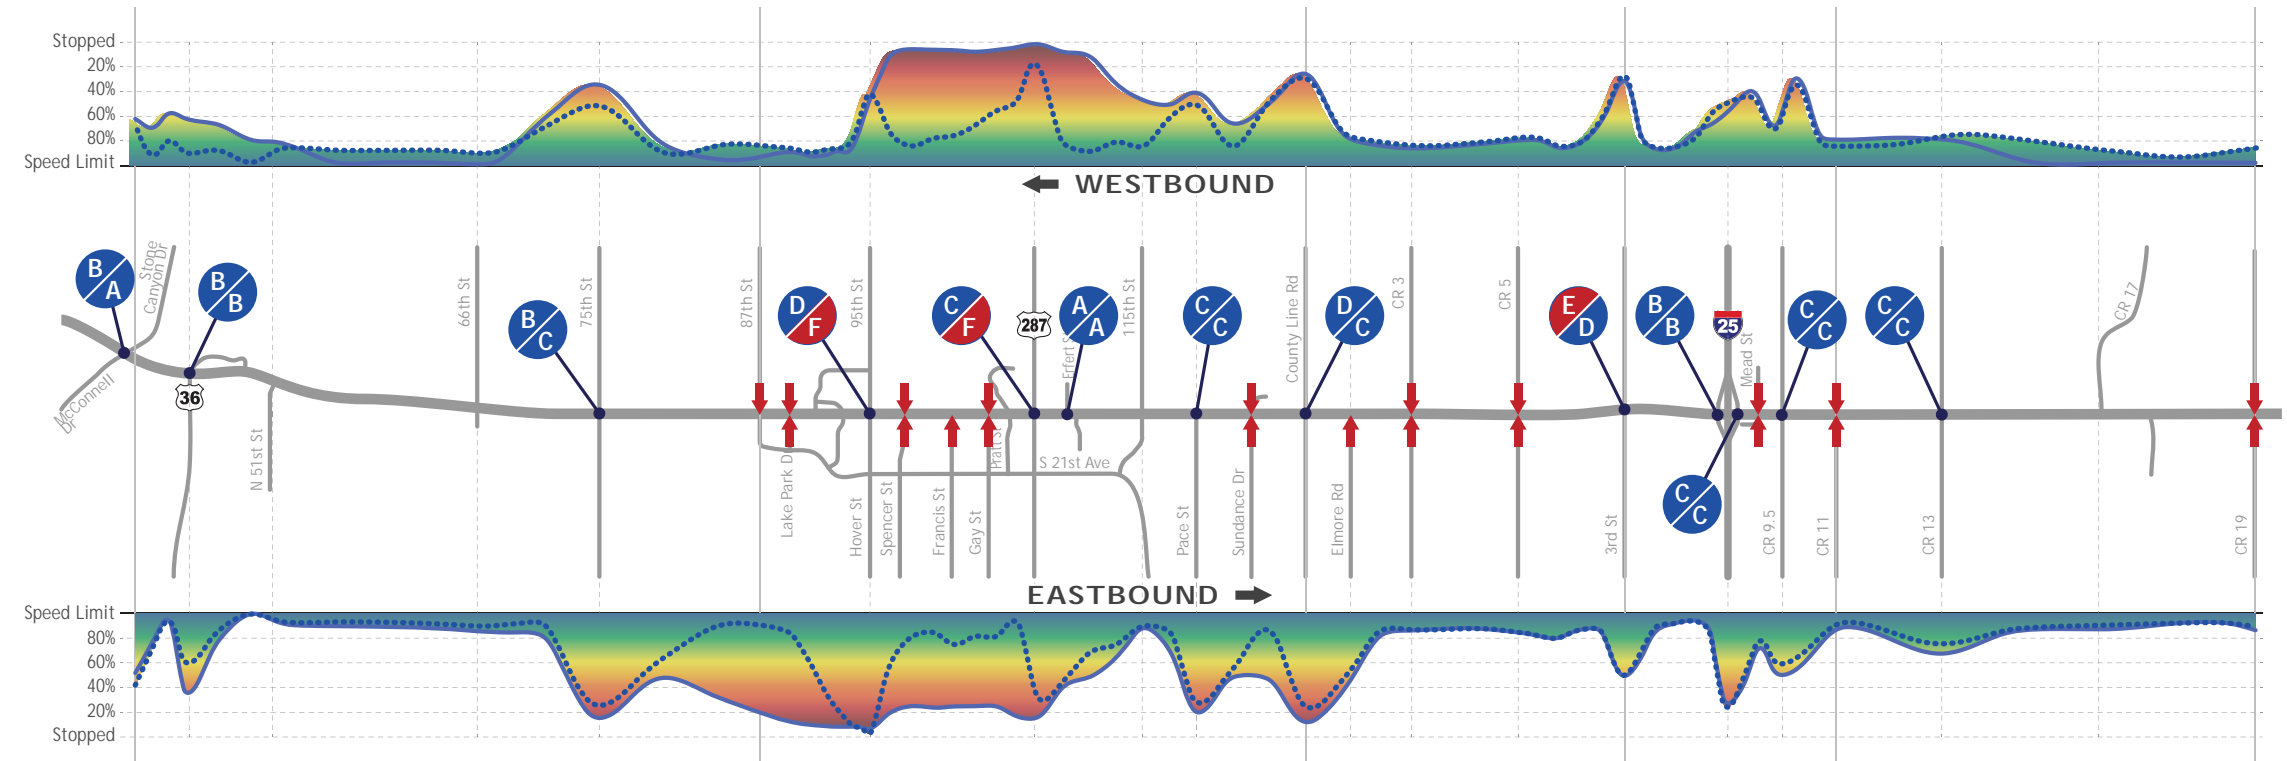 Stopped
20%
40%
60%
80%
Speed Limit
WESTBOUND
B
A
Stone
Canyon Dr
B
B
McConnell
Dr
36
N 51st St
66th St
B
C
75th St
87th St
D
F
95th St
C
F
287
A
A
Erfert S
115th St
C
C
County Line Rd
D
C
CR 3
CR 5
E
D
B
B
25
Mead St
C
C
C
C
CR 17
Lake Park Dr
Hover St
Spencer St
Francis St
Gay St
Pratt St
S 21st Ave
Pace St
Sundance Dr
Elmore Rd
3rd St
C
C
CR 9.5
CR 11
CR 13
CR 19
EASTBOUND
Speed Limit
80%
60%
40%
20%
Stopped